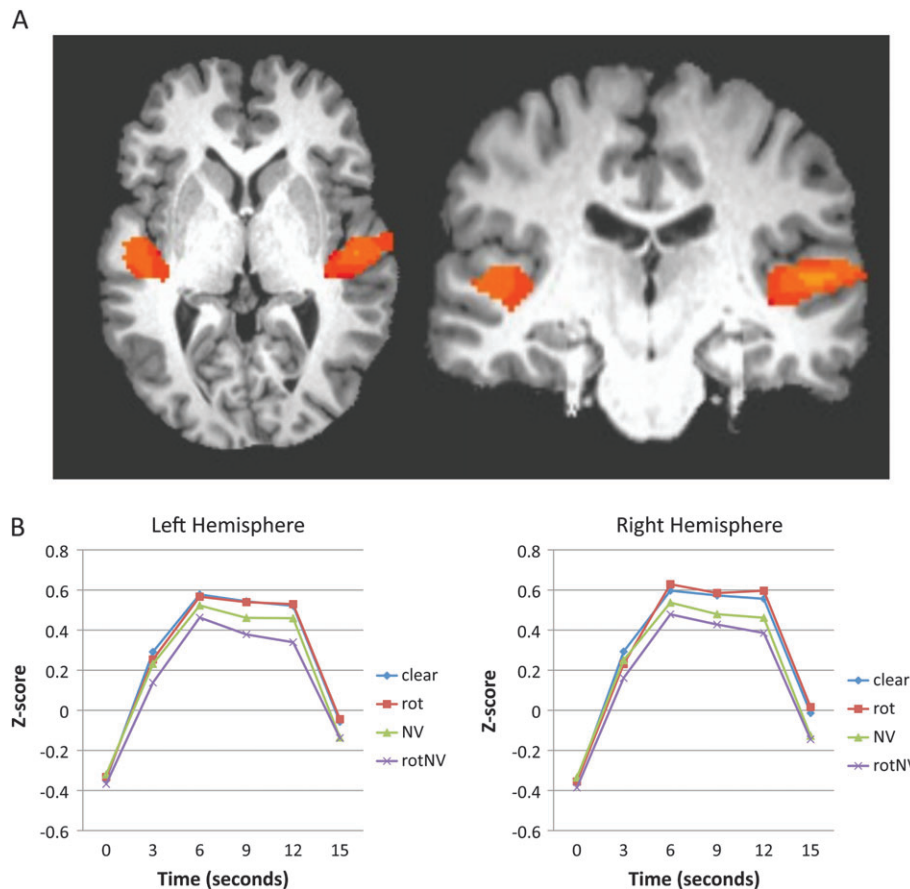 A
B
Left Hemisphere
0.8
0.6
0.4
0.2
0
-0.2
-0.4
-0.6
Z-score
0 3 6 9 12 15
Time (seconds)
clear
rot
NV
rotNV
Right Hemisphere
0.8
0.6
0.4
0.2
0
-0.2
-0.4
-0.6
Z-score
0 3 6 9 12 15
Time (seconds)
clear
rot
NV
rotNV